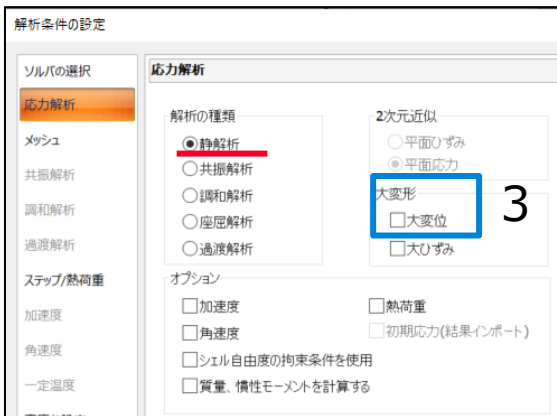 解析条件の設定
ソルバの選択
応力解析
メッシュ
共振解析
調和解析
過渡解析
ステップ/熱荷重
加速度
角速度
一定温度
応力解析
解析の種類
静解析
共振解析
調和解析
座屈解析
過渡解析
2次元近似
平面ひずみ
平面応力
大変形
大変位
大ひずみ
3
オプション
加速度
熱荷重
角速度
初期応力(結果インポート)
シェル自由度の拘束条件を使用
質量、慣性モーメントを計算する